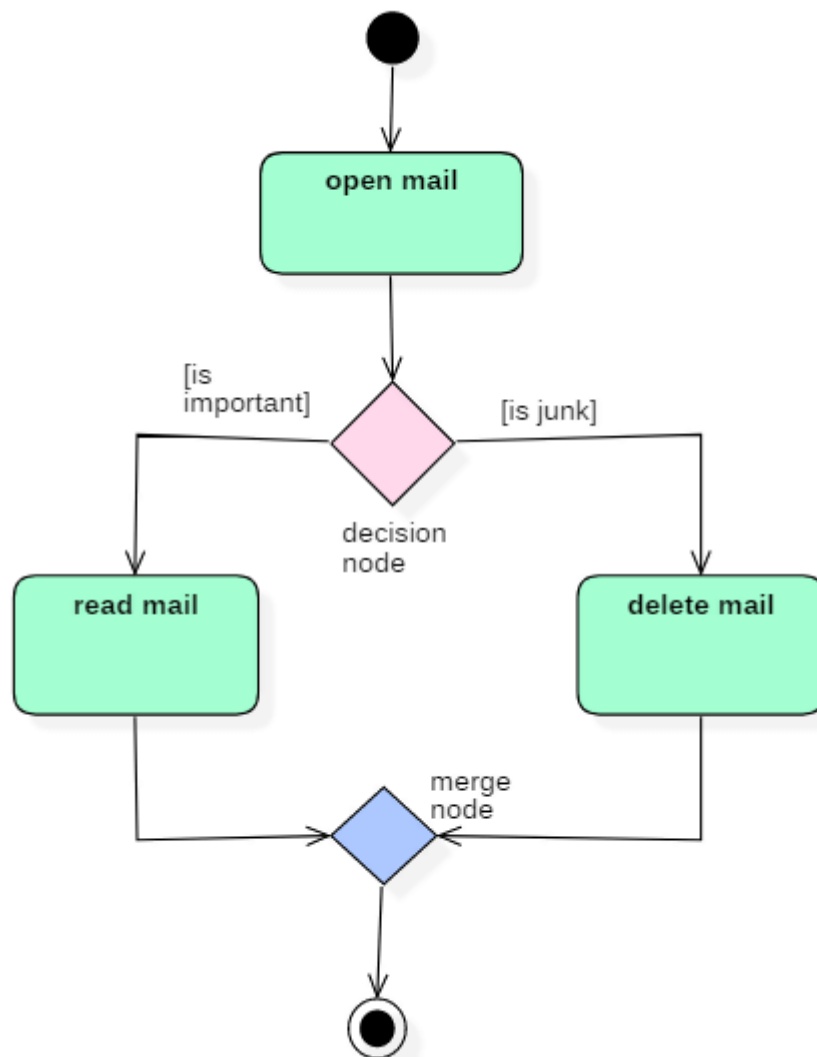 open mail
[is
important]
[is junk]
decision
node
read mail
delete mail
merge
node